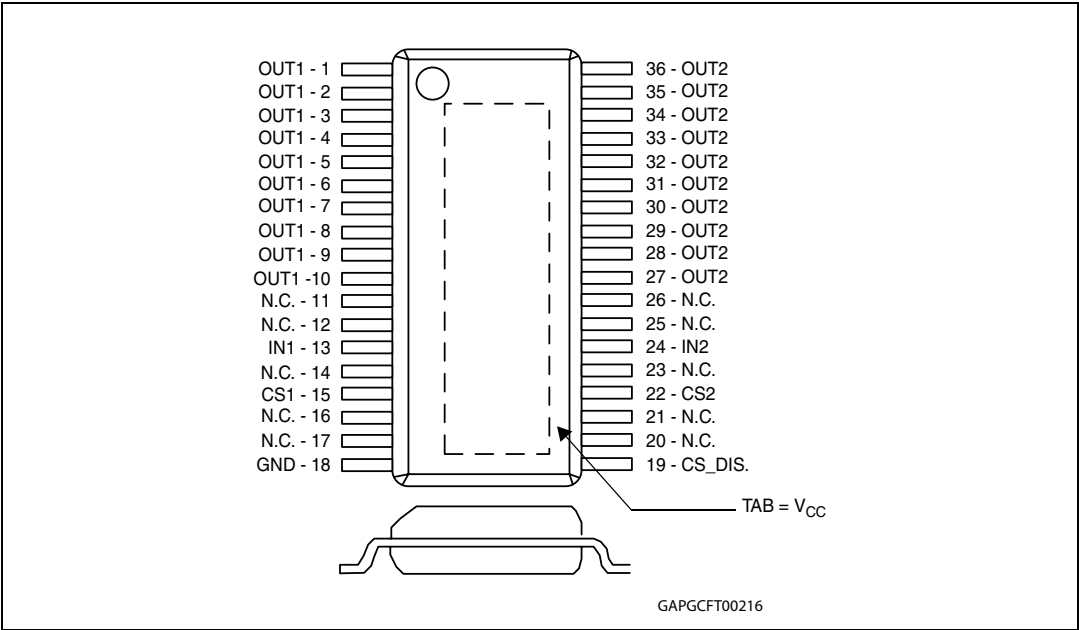 OUT1 - 1
OUT1 - 2
OUT1 - 3
OUT1 - 4
OUT1 - 5
OUT1 - 6
OUT1 - 7
OUT1 - 8
OUT1 - 9
OUT1 -10
N.C. - 11
N.C. - 12
IN1 - 13
N.C. - 14
CS1 - 15
N.C. - 16
N.C. - 17
GND - 18
36 - OUT2
35 - OUT2
34 - OUT2
33 - OUT2
32 - OUT2
31 - OUT2
30 - OUT2
29 - OUT2
28 - OUT2
27 - OUT2
26 - N.C.
25 - N.C.
24 - IN2
23 - N.C.
22 - CS2
21 - N.C.
20 - N.C.
19 - CS_DIS.
TAB = VCC
GAPGCFT00216